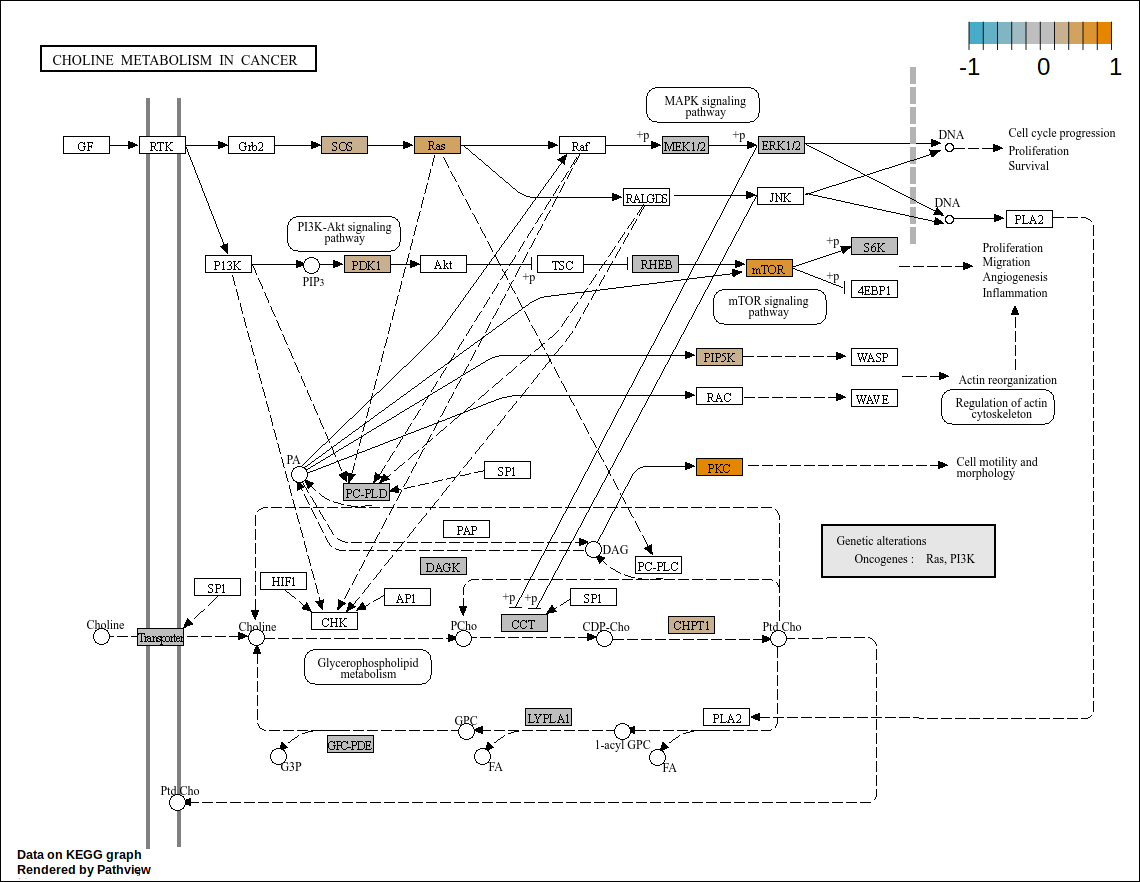 CHOLINE METABOLISM IN CANCER
-1 0 1
MAPK signaling
pathway
GF
RTK
Grb2
SOS
Ras
Raf
+p
MEK1/2
+p
ERK1/2
DNA
Cell cycle progression
Proliferation
Survival
RALGDS
JNK
DNA
PLA2
PI3K-Akt signaling
pathway
P13K
PIP3
PDK1
Akt
+p
TSC
RHEB
mTOR
+p
S6K
+p
4EBP1
Proliferation
Migration
Angiogenesis
Inflammation
mTOR signaling
pathway
PIP5K
WASP
RAC
WAVE
Actin reorganization
Regulation of actin
cytoskeleton
PA
PC-PLD
SP1
PKC
Cell motility and
morphology
PAP
DAG
DAGK
PC-PLC
Genetic alterations
Oncogenes : Ras, PI3K
SP1
HIF1
AP1
CHK
+p +p
SP1
Choline
Transporter
Choline
PCho
CCT
CDP-Cho
CHPT1
Ptd Cho
Glycerophospholipid
metabolism
GPC
LYPLA1
PLA2
GFC-PDE
1-acyl GPC
G3P
FA
FA
Ptd Cho
Data on KEGG graph
Rendered by Pathview